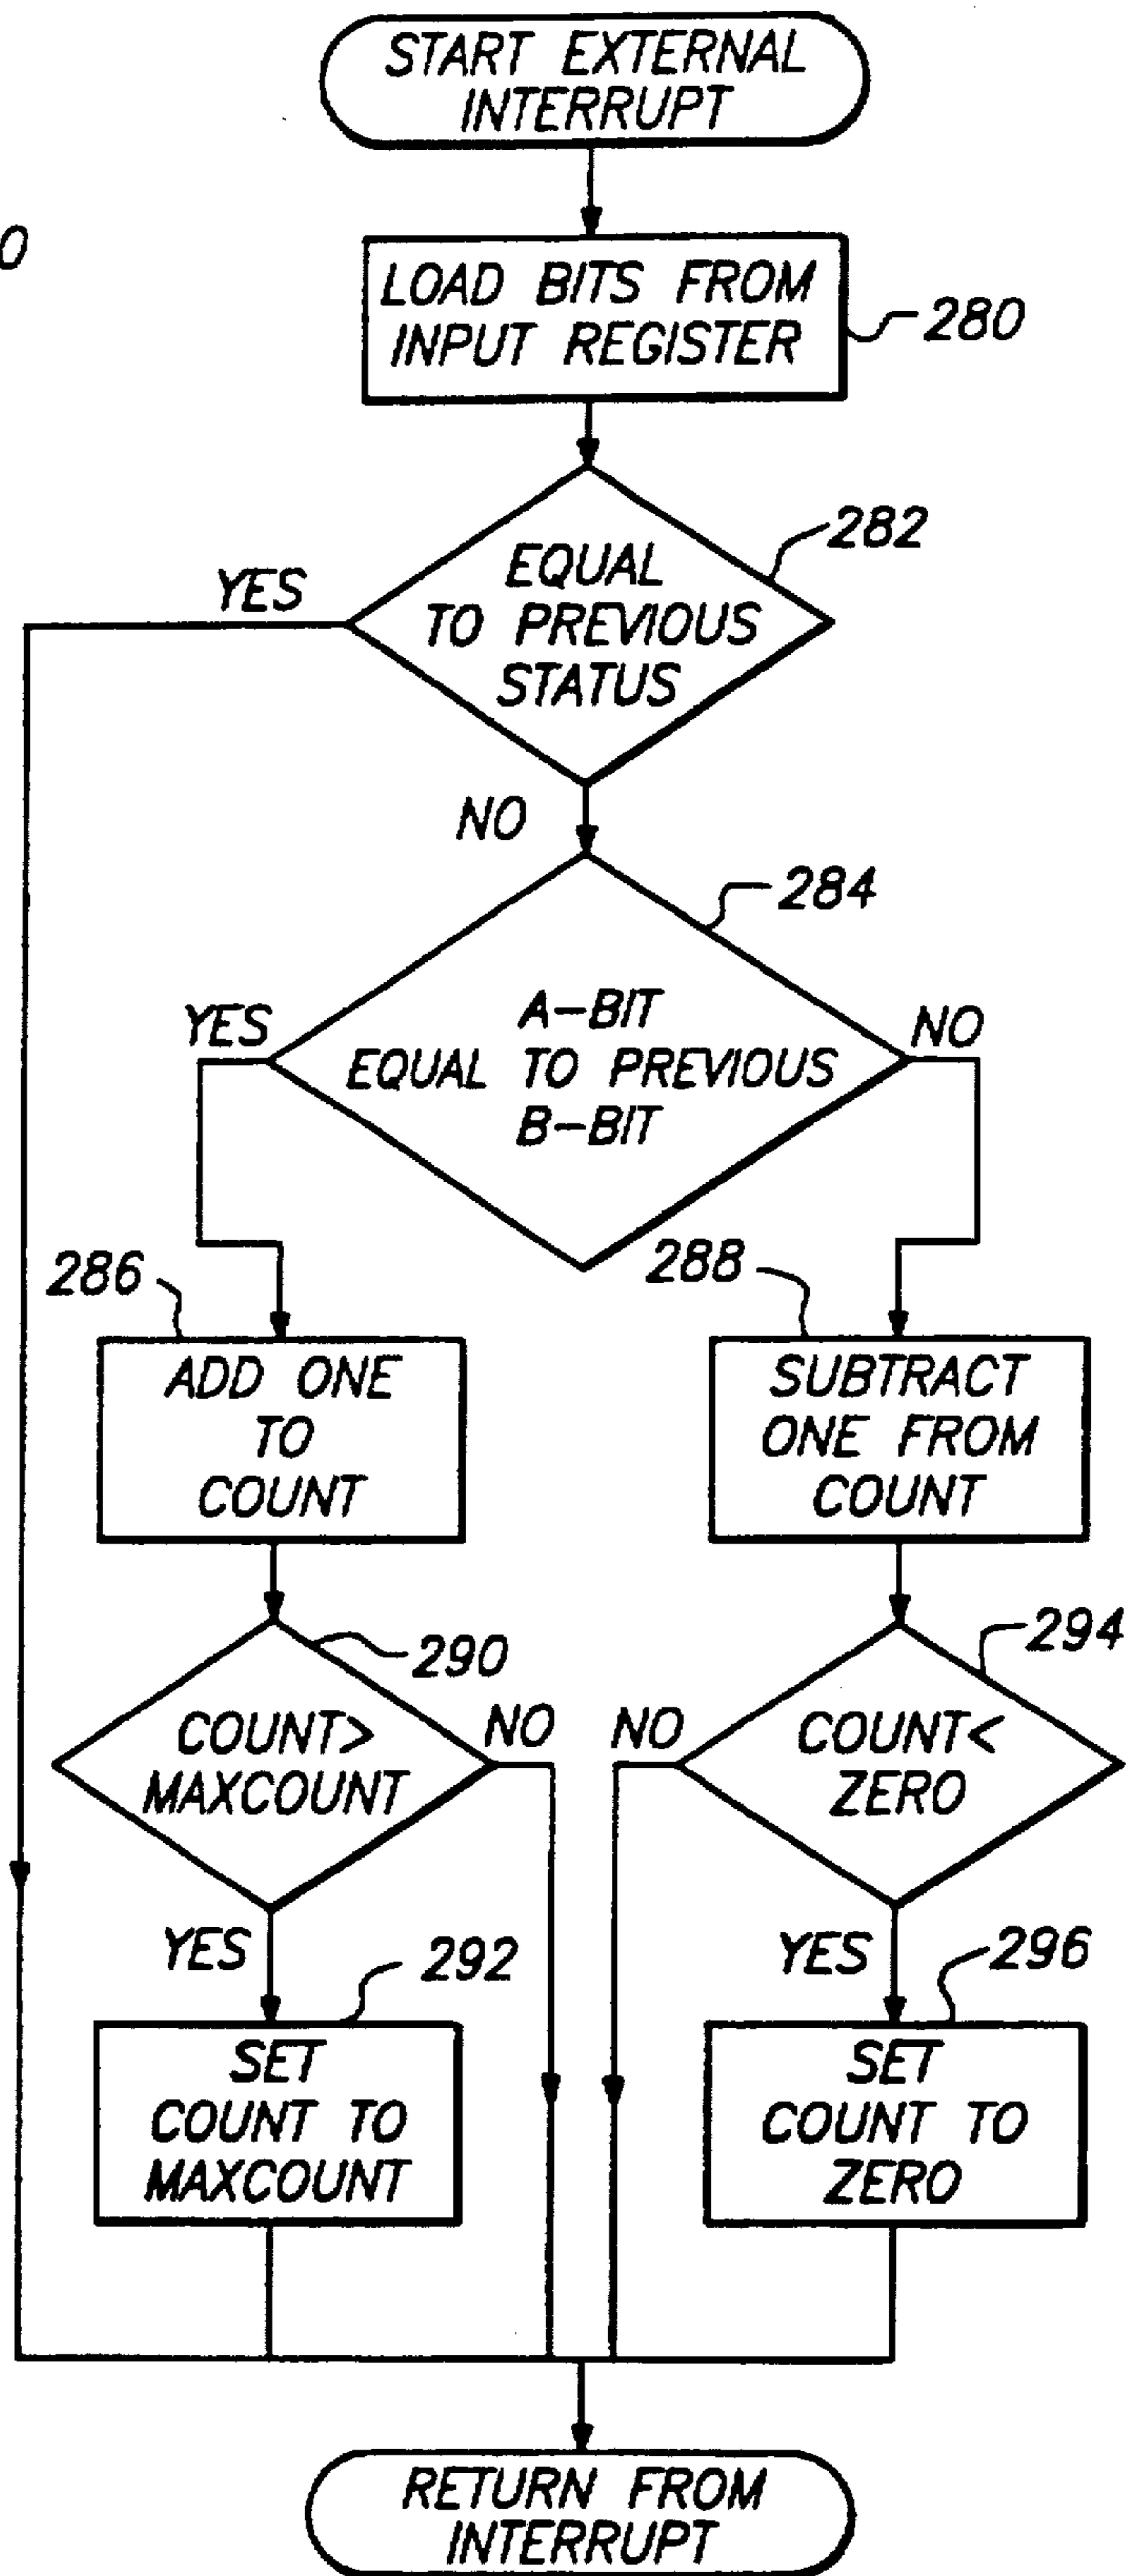 START EXTERNAL
INTERRUPT
0
LOAD BITS FROM
INPUT REGISTER
280
282
EQUAL
TO PREVIOUS
STATUS
YES
NO
284
A-BIT
EQUAL TO PREVIOUS
B-BIT
YES
NO
286
288
ADD ONE
TO
COUNT
SUBTRACT
ONE FROM
COUNT
290
294
COUNT>
MAXCOUNT
NO
NO
COUNT<
ZERO
YES
292
YES
296
SET
COUNT TO
MAXCOUNT
SET
COUNT TO
ZERO
RETURN FROM
INTERRUPT